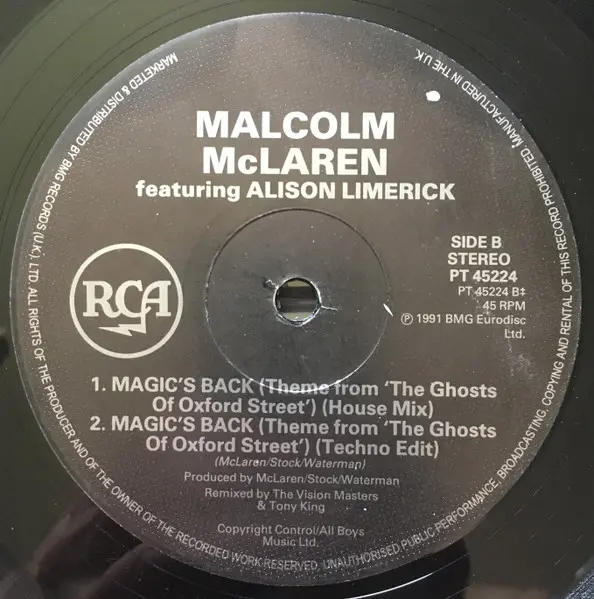 MALCOLM
McLAREN
featuring ALISON LIMERICK
SIDE B
STEREO
PT 45224
PT 45224 B‡
45 RPM
℗ 1991 BMG Eurodisc
Ltd.
RCA
1. MAGIC'S BACK (Theme from 'The Ghosts
Of Oxford Street') (House Mix)
2. MAGIC'S BACK (Theme from 'The Ghosts
Of Oxford Street') (Techno Edit)
(McLaren/Stock/Waterman)
Produced by McLaren/Stock/Waterman
Remixed by The Vision Masters
& Tony King
Copyright Control/All Boys
Music Ltd.
MARKETED & DISTRIBUTED BY BMG RECORDS (U.K.) LTD. ALL RIGHTS OF THE PRODUCER AND OF THE OWNER OF THE RECORDED WORK RESERVED. UNAUTHORISED PUBLIC PERFORMANCE, BROADCASTING, COPYING AND RENTAL OF THIS RECORD PROHIBITED. MANUFACTURED IN THE U.K.